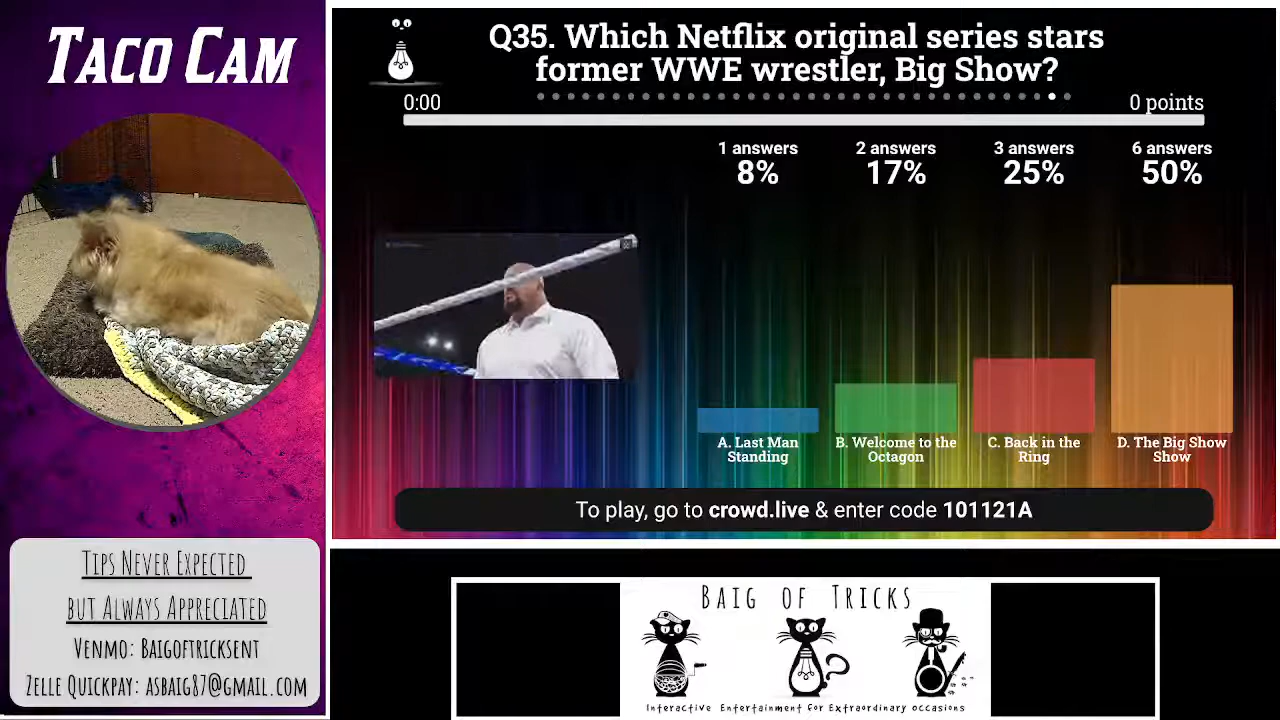 TACO CAM
Q35. Which Netflix original series stars
former WWE wrestler, Big Show?
0:00
0 points
1 answers
8%
2 answers
17%
3 answers
25%
6 answers
50%
A. Last Man
Standing
B. Welcome to the
Octagon
C. Back in the
Ring
D. The Big Show
Show
To play, go to crowd.live & enter code 101121A
TIPS NEVER EXPECTED
BUT ALWAYS APPRECIATED
VENMO: BAIGOFTRICKSENT
ZELLE QUICKPAY: ASBAIG87@GMAIL.COM
BAIG OF TRICKS
Interactive Entertainment for Extraordinary Occasions